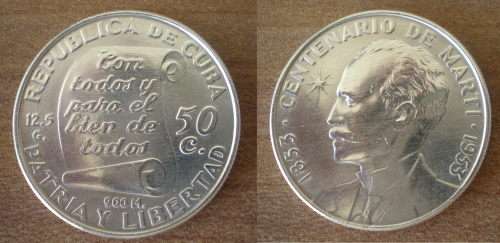 REPUBLICA DE CUBA
Con
todos y
para el
bien de
todos
12.5 G.
50
C.
900 M.
PATRIA Y LIBERTAD
1853 · CENTENARIO DE MARTÍ · 1953